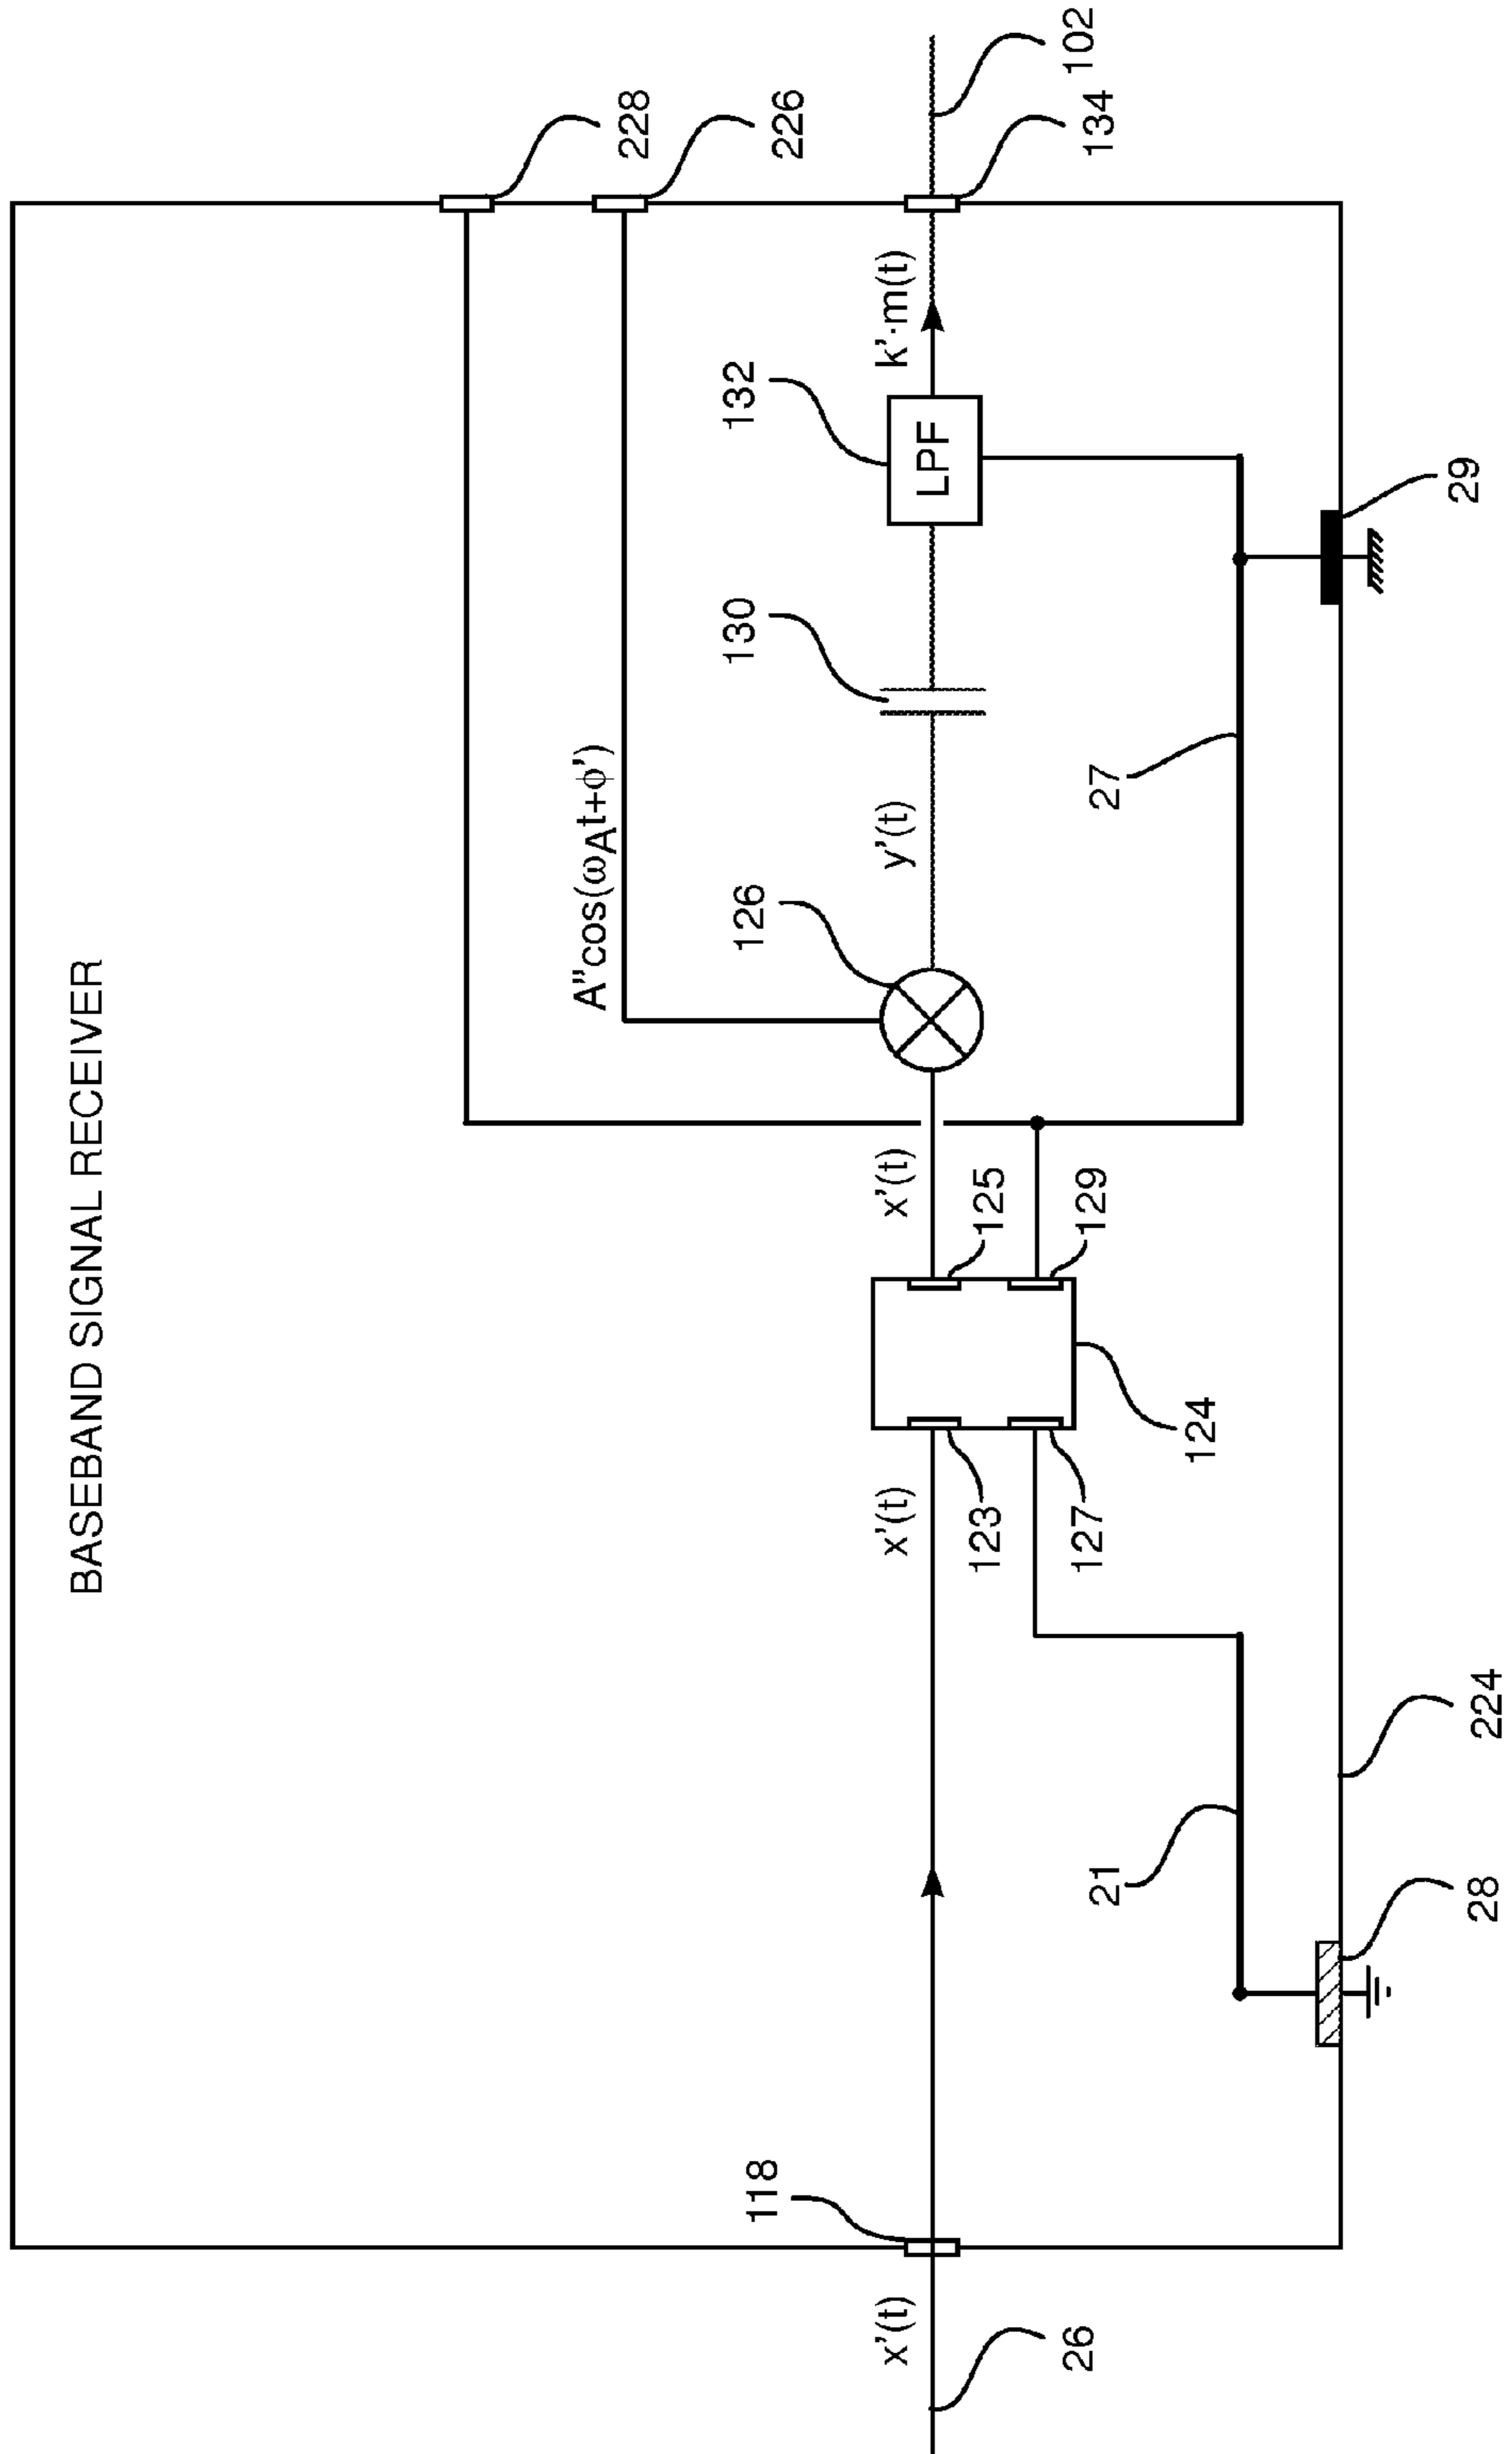 BASEBAND SIGNAL RECEIVER
228
226
A''cos(ωAt+ϕ')
102
134
118
126
130
132
x'(t)
x'(t)
x'(t)
y'(t)
LPF
k'·m(t)
26
123
125
127
129
124
21
27
28
224
29